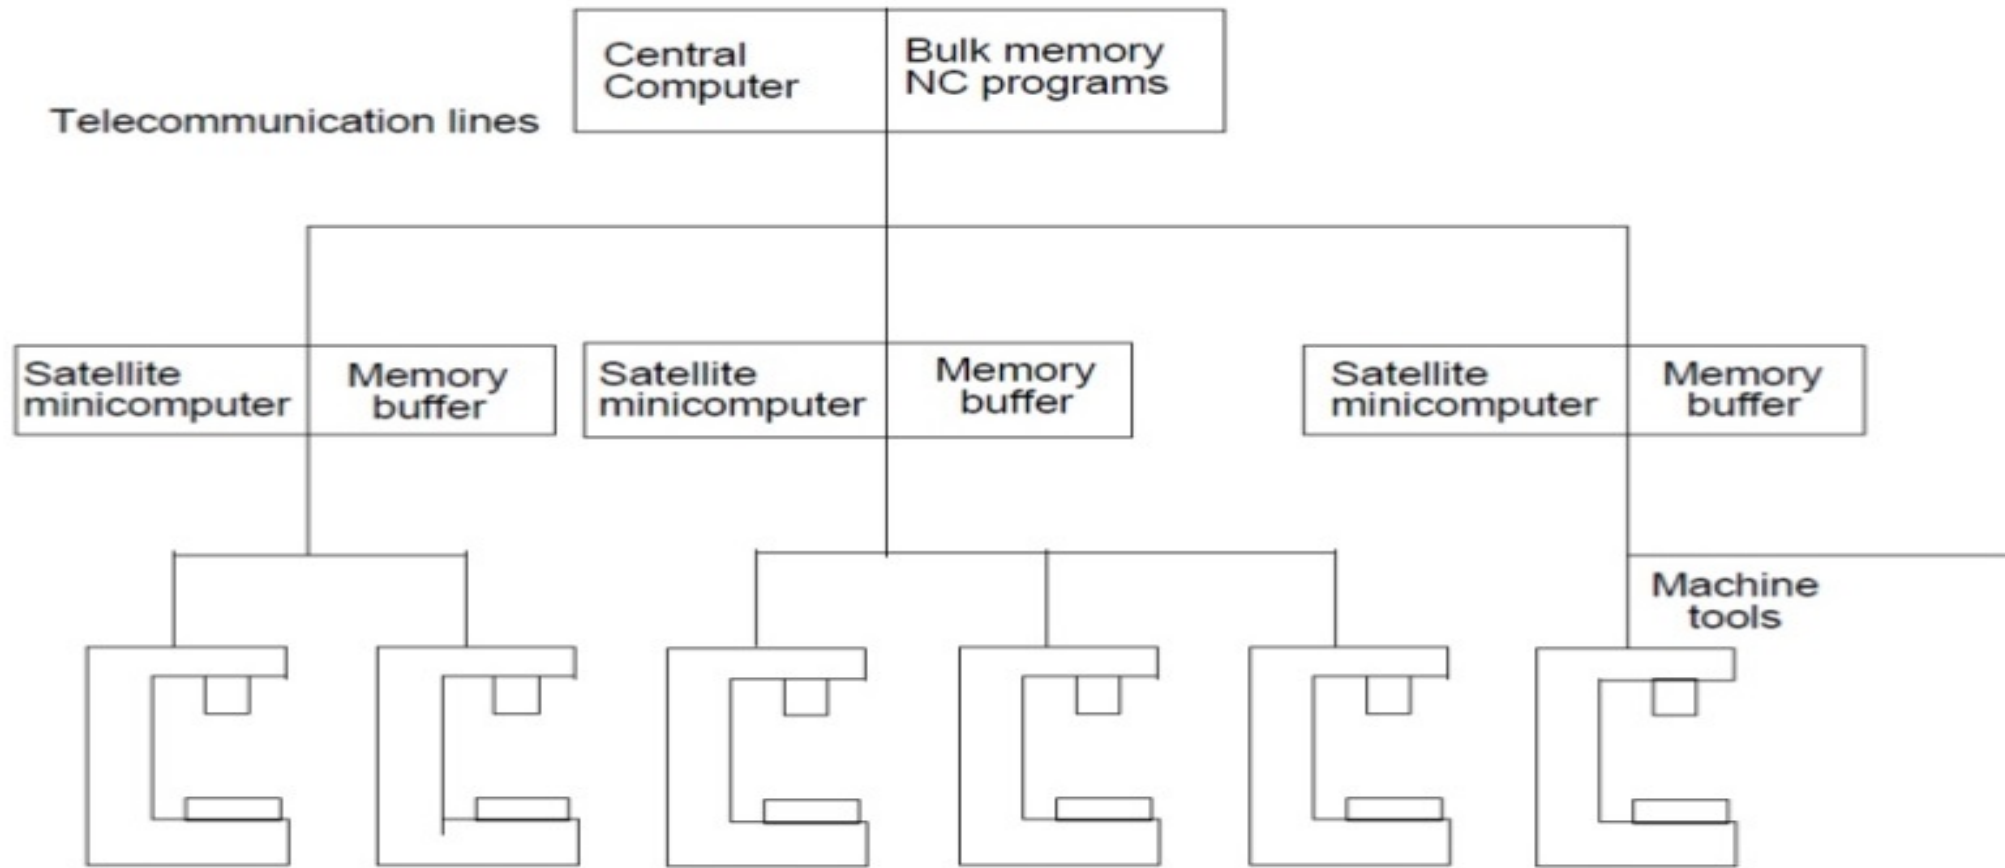 Central
Computer
Bulk memory
NC programs
Telecommunication lines
Satellite
minicomputer
Memory
buffer
Satellite
minicomputer
Memory
buffer
Satellite
minicomputer
Memory
buffer
Machine
tools